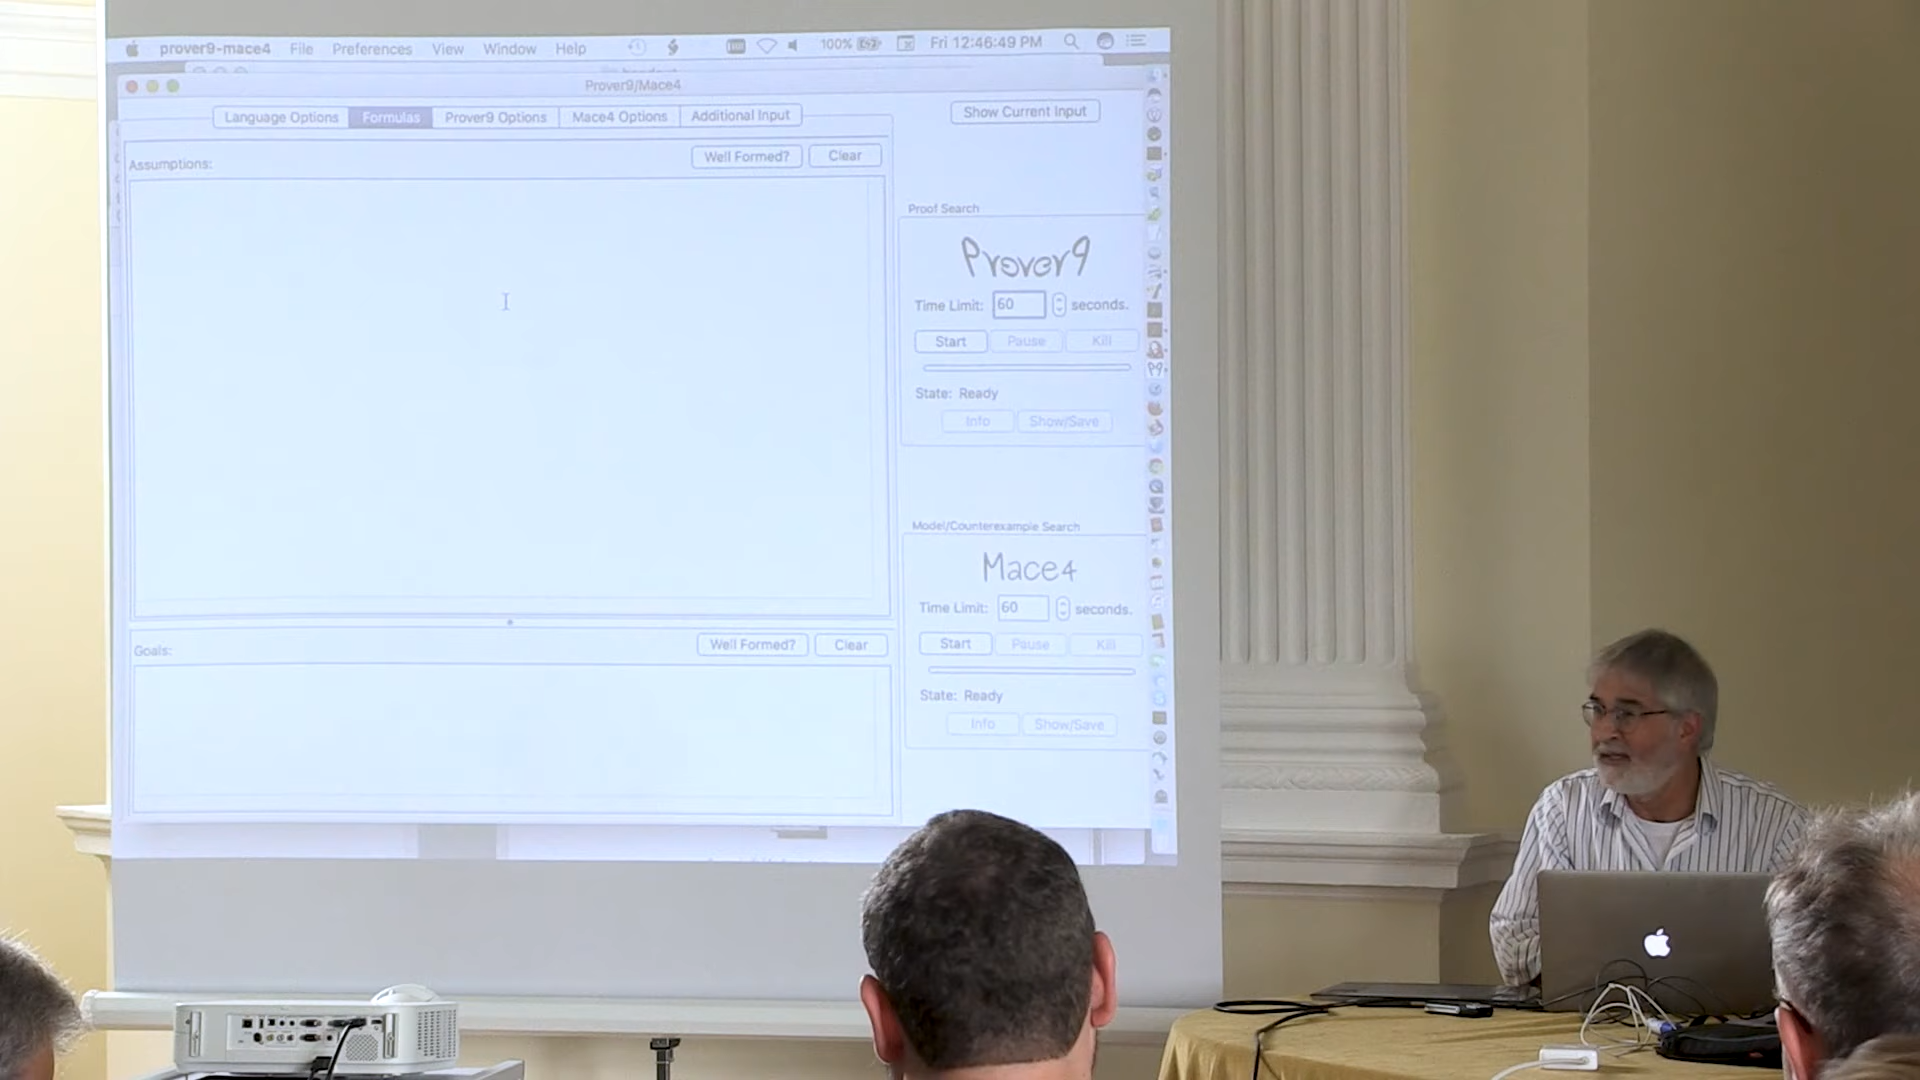 prover9-mace4 File Preferences View Window Help 100% Fri 12:46:49 PM
Prover9/Mace4
Language Options Formulas Prover9 Options Mace4 Options Additional Input
Show Current Input
Assumptions: Well Formed? Clear
Proof Search
Prover9
Time Limit: 60 seconds.
Start Pause Kill
State: Ready
Info Show/Save
Model/Counterexample Search
Mace4
Time Limit: 60 seconds.
Start Pause Kill
Goals: Well Formed? Clear
State: Ready
Info Show/Save